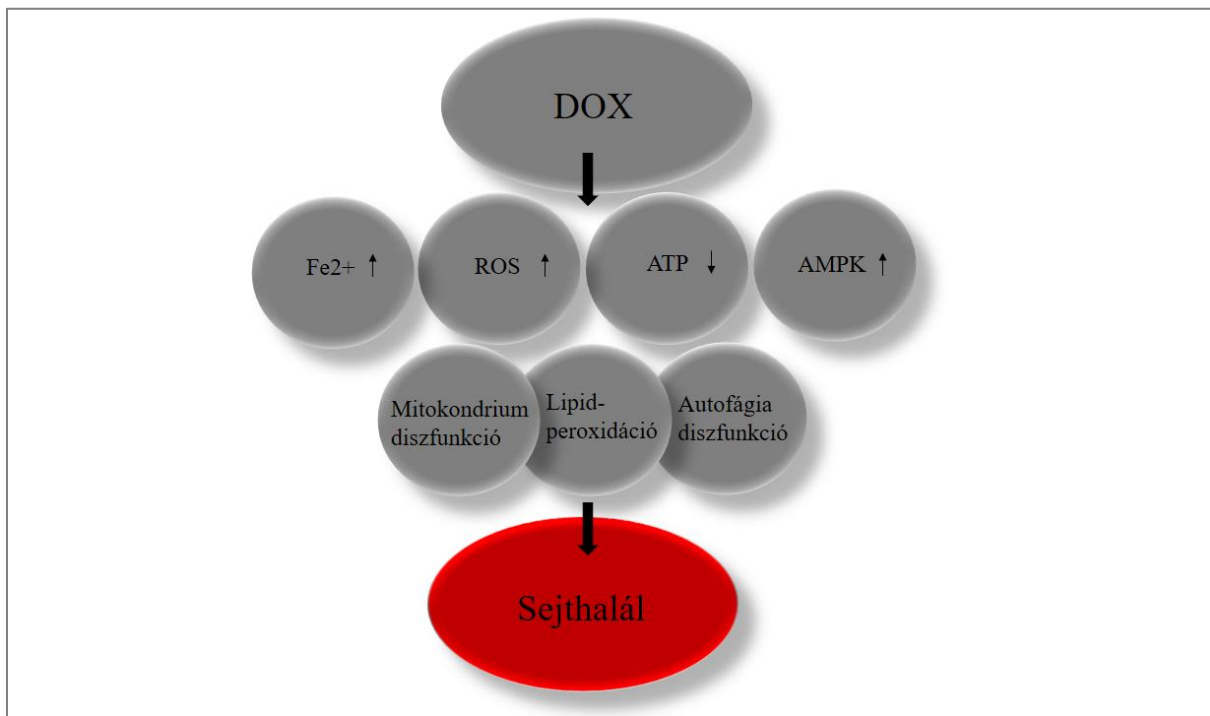 DOX
Fe2+ ↑
ROS ↑
ATP ↓
AMPK ↑
Mitokondrium
diszfunkció
Lipid-
peroxidáció
Autofágia
diszfunkció
Sejthalál